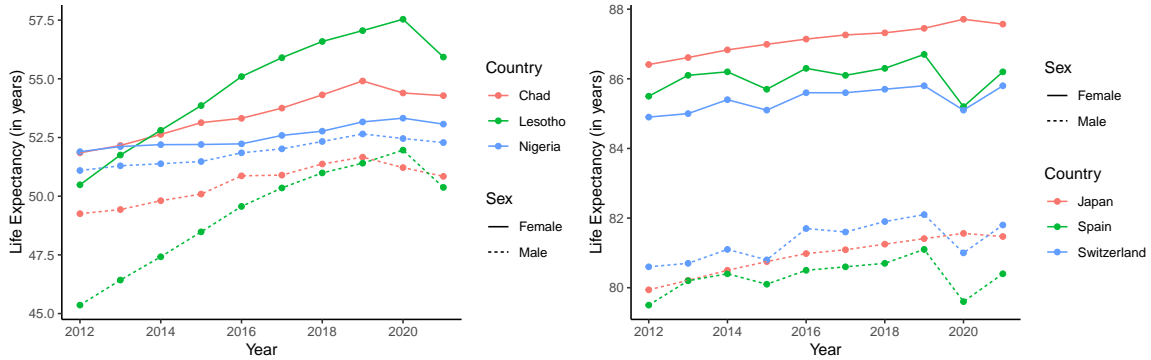 Life Expectancy (in years)
57.5
55.0
52.5
50.0
47.5
45.0
2012
2014
2016
2018
2020
Year
Country
Chad
Lesotho
Nigeria
Sex
Female
Male
Life Expectancy (in years)
88
86
84
82
80
2012
2014
2016
2018
2020
Year
Sex
Female
Male
Country
Japan
Spain
Switzerland